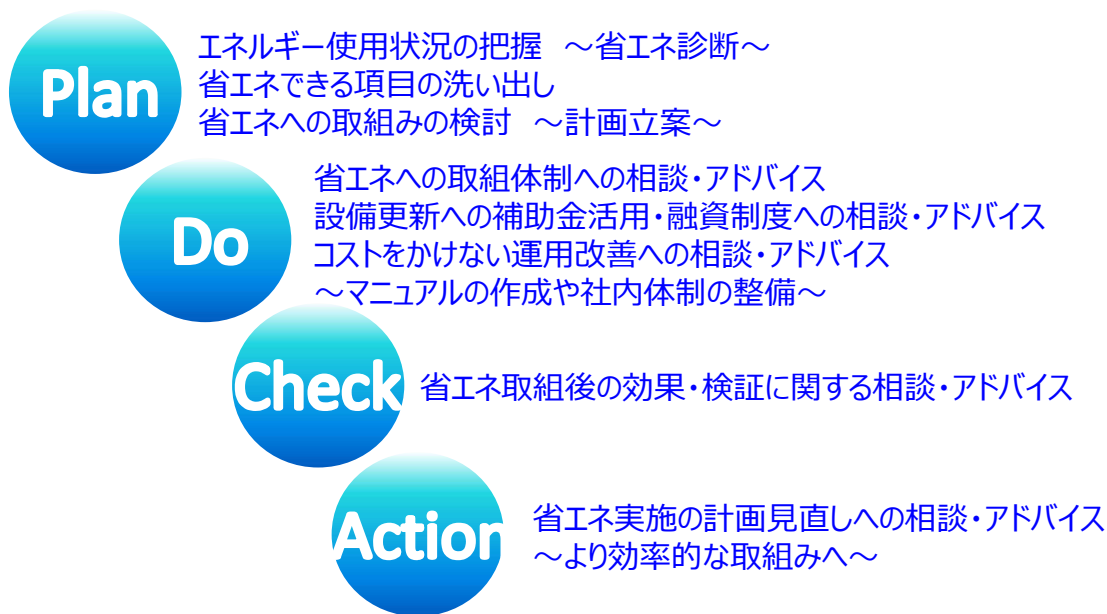 Plan
エネルギー使用状況の把握　～省エネ診断～
省エネできる項目の洗い出し
省エネへの取組みの検討　～計画立案～
Do
省エネへの取組体制への相談・アドバイス
設備更新への補助金活用・融資制度への相談・アドバイス
コストをかけない運用改善への相談・アドバイス
～マニュアルの作成や社内体制の整備～
Check
省エネ取組後の効果・検証に関する相談・アドバイス
Action
省エネ実施の計画見直しへの相談・アドバイス
～より効率的な取組みへ～